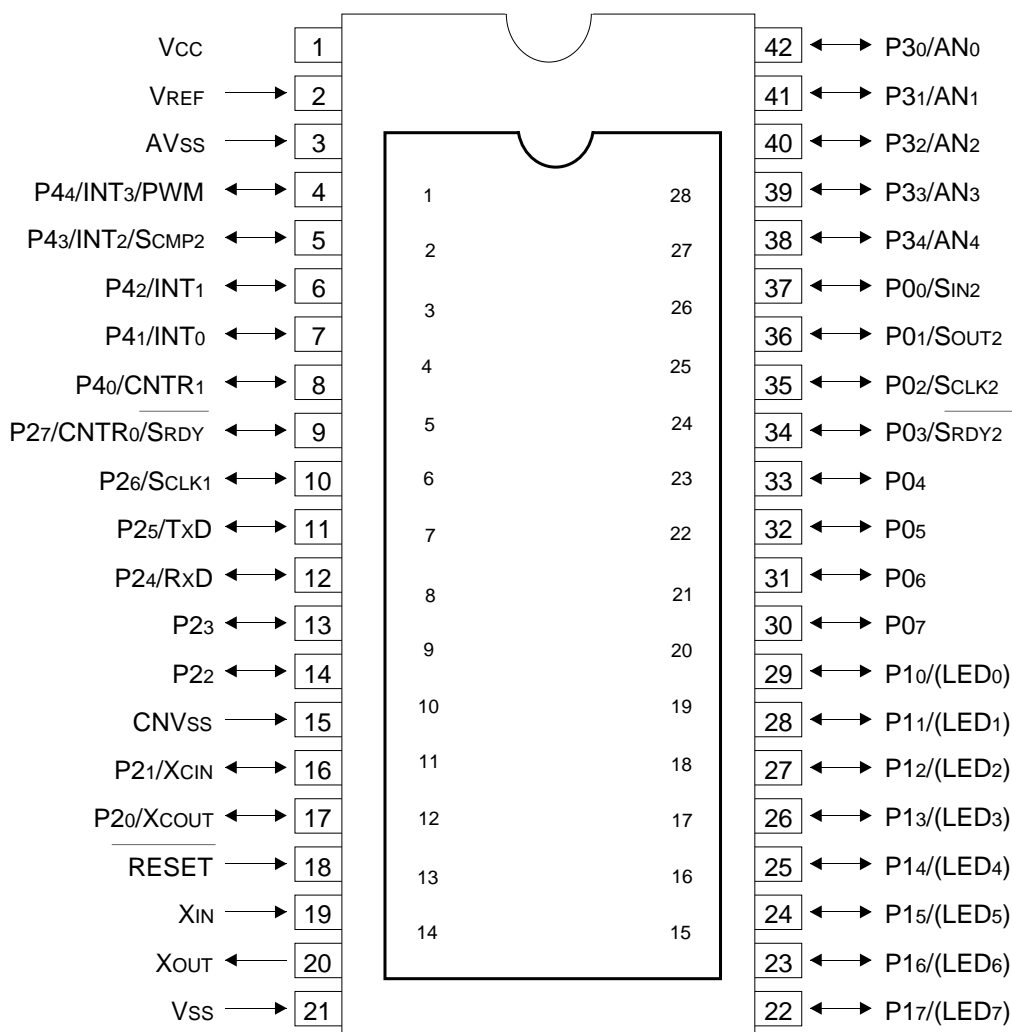 VCC 1 42 P30/AN0
VREF 2 41 P31/AN1
AVSS 3 40 P32/AN2
P44/INT3/PWM 4 1 28 39 P33/AN3
P43/INT2/SCMP2 5 2 27 38 P34/AN4
P42/INT1 6 3 26 37 P00/SIN2
P41/INT0 7 4 25 36 P01/SOUT2
P40/CNTR1 8 35 P02/SCLK2
P27/CNTR0/SRDY 9 5 24 34 P03/SRDY2
P26/SCLK1 10 6 23 33 P04
P25/TXD 11 7 22 32 P05
P24/RXD 12 8 21 31 P06
P23 13 9 20 30 P07
P22 14 29 P10/(LED0)
CNVSS 15 10 19 28 P11/(LED1)
P21/XCIN 16 11 18 27 P12/(LED2)
P20/XCOUT 17 12 17 26 P13/(LED3)
RESET 18 13 16 25 P14/(LED4)
XIN 19 14 15 24 P15/(LED5)
XOUT 20 23 P16/(LED6)
VSS 21 22 P17/(LED7)